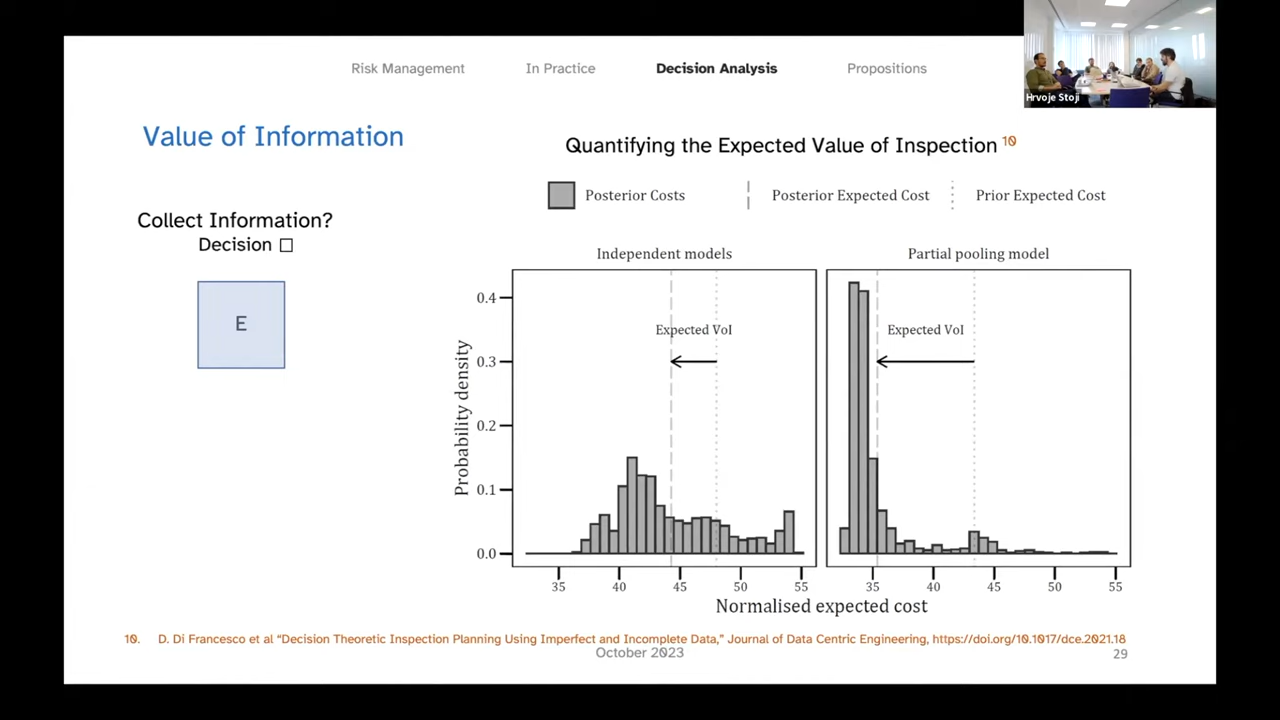 Risk Management In Practice Decision Analysis Propositions
Hrvoje Stoji
Value of Information
Quantifying the Expected Value of Inspection 10
Posterior Costs Posterior Expected Cost Prior Expected Cost
Collect Information?
Decision □
E
Independent models Partial pooling model
Expected VoI Expected VoI
Probability density
0.4
0.3
0.2
0.1
0.0
35 40 45 50 55 35 40 45 50 55
Normalised expected cost
10. D. Di Francesco et al “Decision Theoretic Inspection Planning Using Imperfect and Incomplete Data,” Journal of Data Centric Engineering, https://doi.org/10.1017/dce.2021.18
October 2023
29